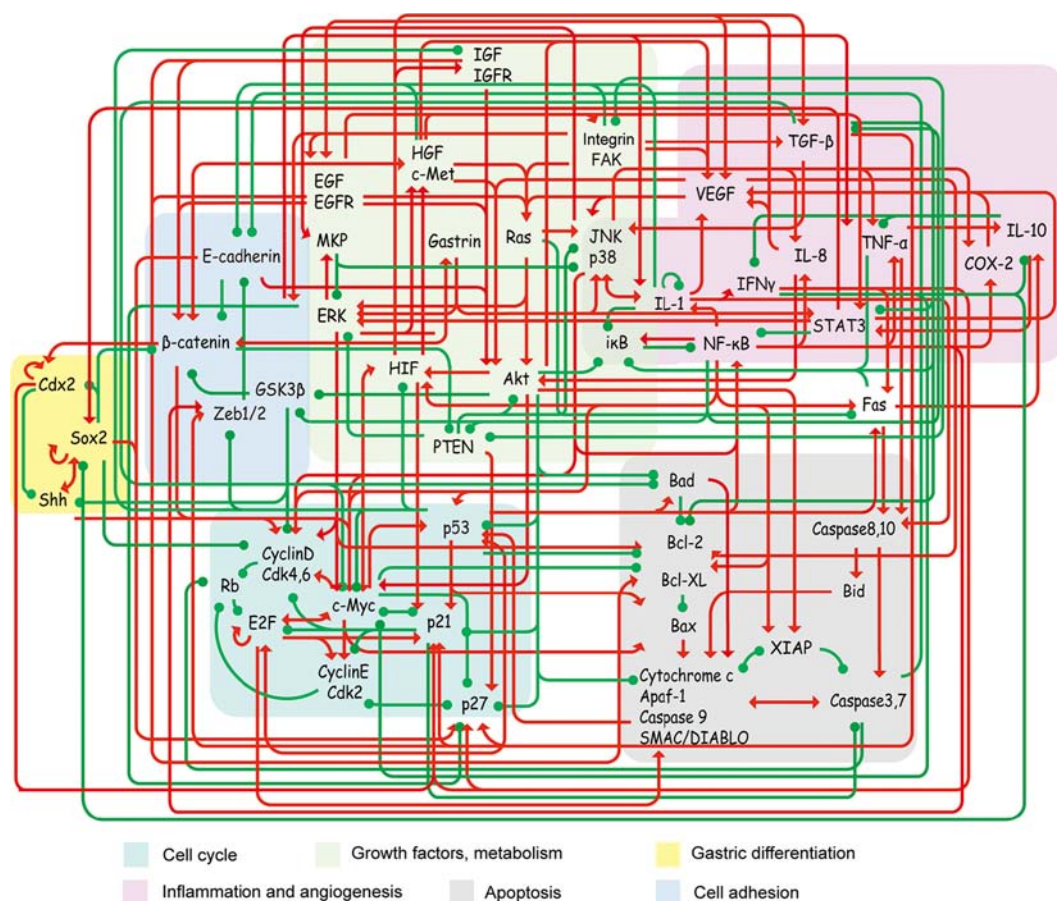 IGF
IGFR
Integrin
FAK
TGF-β
HGF
c-Met
EGF
EGFR
VEGF
MKP
Gastrin
Ras
JNK
p38
IL-8
TNF-α
IL-10
COX-2
E-cadherin
IFNγ
IL-1
ERK
STAT3
β-catenin
iκB
NF-κB
HIF
Akt
Cdx2
GSK3β
Zeb1/2
Fas
Sox2
PTEN
Shh
Bad
p53
Caspase8,10
CyclinD
Cdk4,6
Bcl-2
Rb
Bcl-XL
Bid
c-Myc
E2F
p21
Bax
XIAP
CyclinE
Cdk2
p27
Cytochrome c
Apaf-1
Caspase 9
SMAC/DIABLO
Caspase3,7
Cell cycle
Growth factors, metabolism
Gastric differentiation
Inflammation and angiogenesis
Apoptosis
Cell adhesion